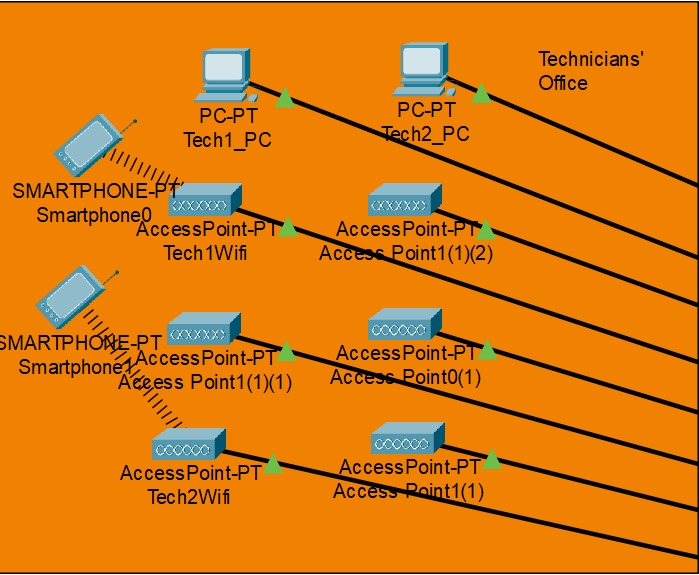 Technicians'
Office
PC-PT
Tech1_PC
PC-PT
Tech2_PC
SMARTPHONE-PT
Smartphone0
AccessPoint-PT
Tech1Wifi
AccessPoint-PT
Access Point1(1)(2)
SMARTPHONE-PT
Smartphone1
AccessPoint-PT
Access Point1(1)(1)
AccessPoint-PT
Access Point0(1)
AccessPoint-PT
Tech2Wifi
AccessPoint-PT
Access Point1(1)